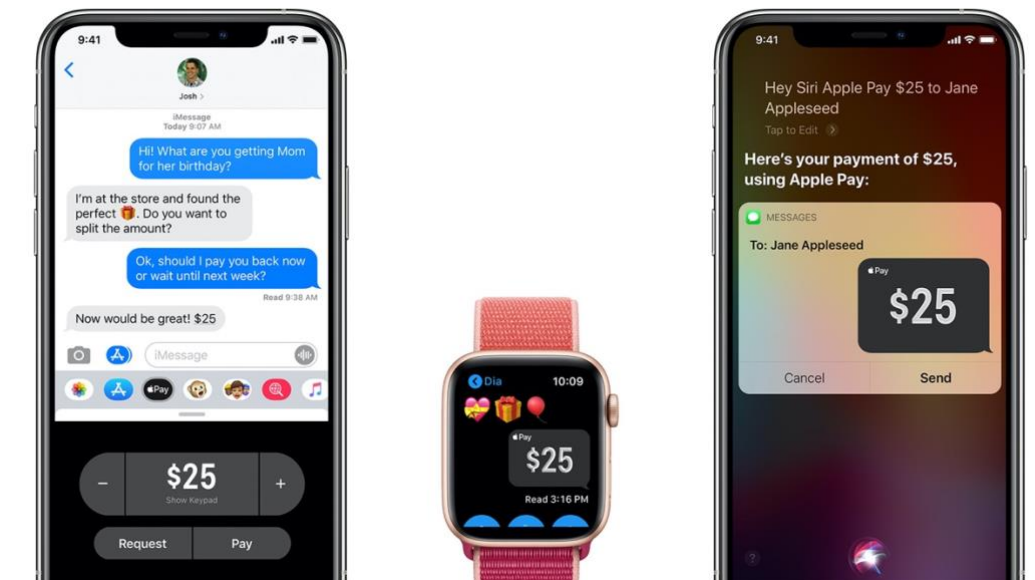 9:41
Josh >
iMessage
Today 9:07 AM
Hi! What are you getting Mom
for her birthday?
I'm at the store and found the
perfect 🎁. Do you want to
split the amount?
Ok, should I pay you back now
or wait until next week?
Read 9:38 AM
Now would be great! $25
iMessage
Pay
−
$25
+
Show Keypad
Request
Pay
Dia
10:09
Pay
$25
Read 3:16 PM
9:41
Hey Siri Apple Pay $25 to Jane
Appleseed
Tap to Edit >
Here's your payment of $25,
using Apple Pay:
MESSAGES
To: Jane Appleseed
Pay
$25
Cancel
Send
?